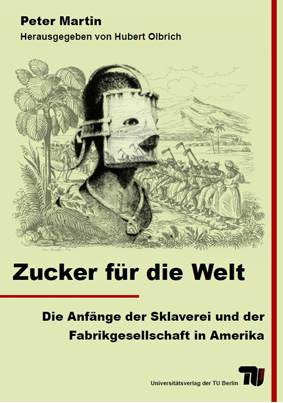 Peter Martin
Herausgegeben von Hubert Olbrich
Zucker für die Welt
Die Anfänge der Sklaverei und der
Fabrikgesellschaft in Amerika
Universitätsverlag der TU Berlin